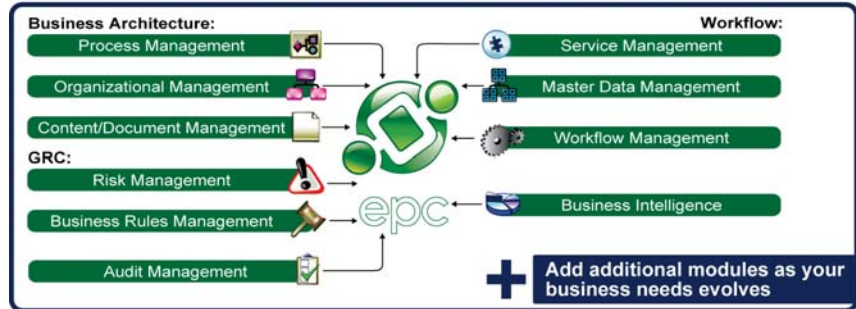 Business Architecture:
Process Management
Organizational Management
Content/Document Management
GRC:
Risk Management
Business Rules Management
Audit Management
epc
Workflow:
Service Management
Master Data Management
Workflow Management
Business Intelligence
+ Add additional modules as your
business needs evolves